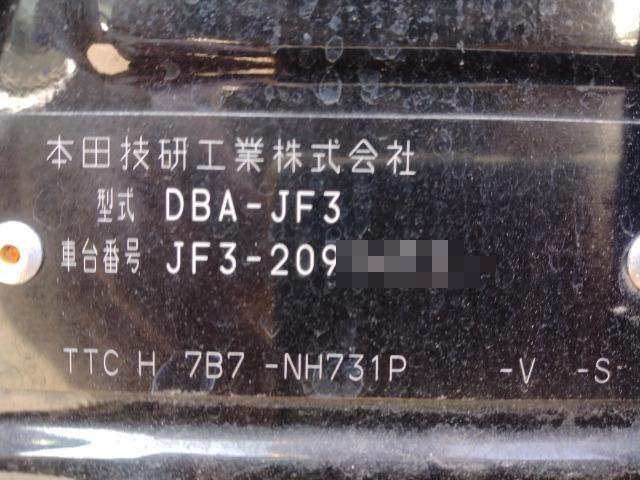 本田技研工業株式会社
型式 DBA-JF3
車台番号 JF3-209
TTC H 7B7 -NH731P -V -S